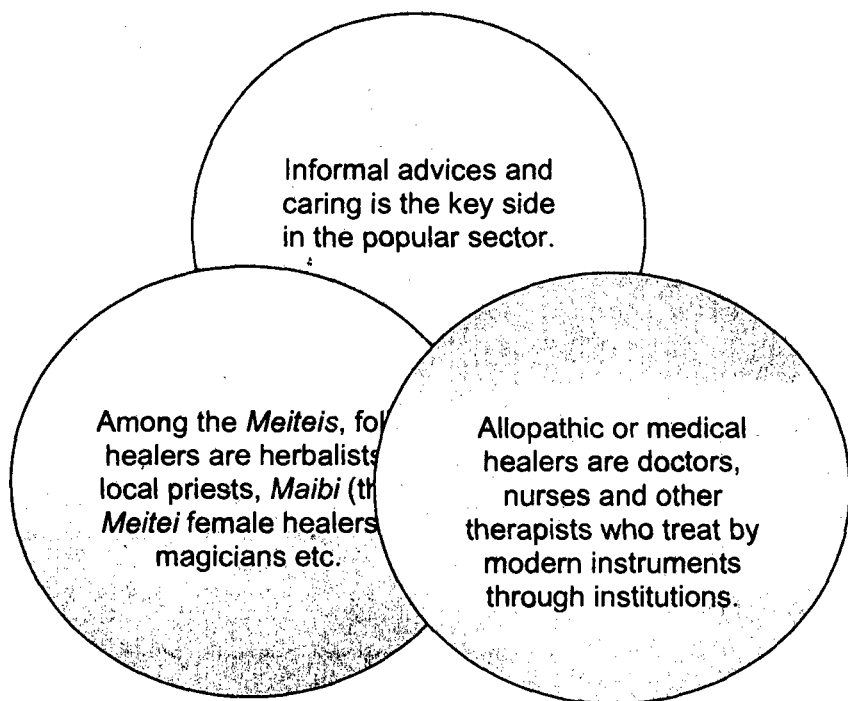 Informal advices and
caring is the key side
in the popular sector.
Among the Meiteis,
healers are herbalists
local priests, Maibi
Meitei female healers
magicians etc.
Allopathic or medical
healers are doctors,
nurses and other
therapists who treat by
modern instruments
through institutions.